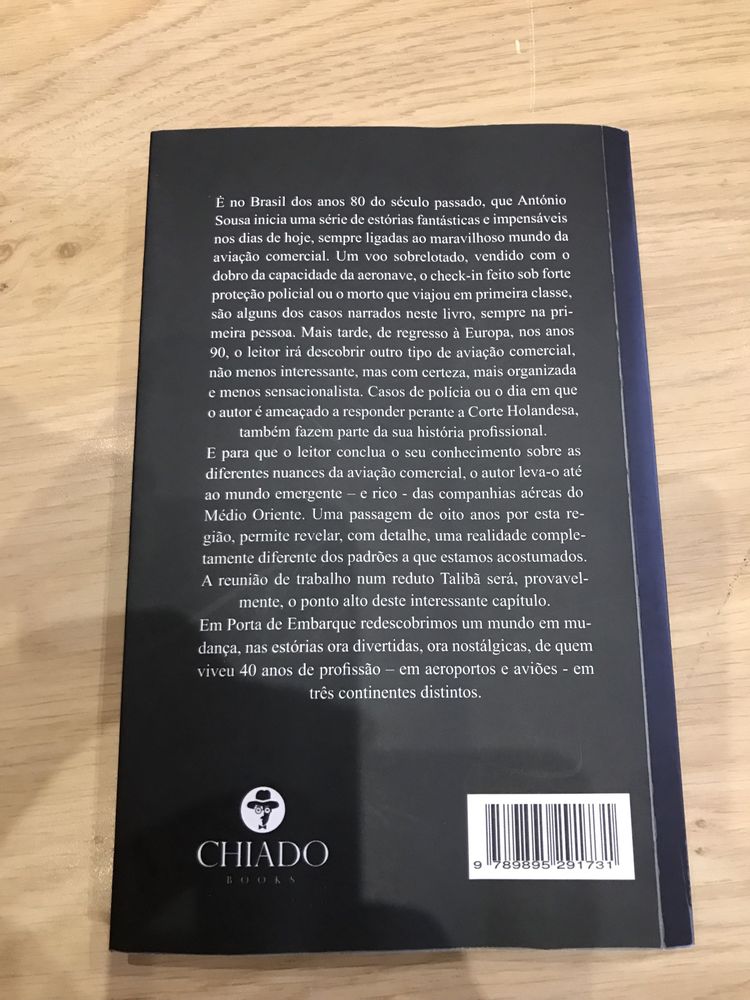 É no Brasil dos anos 80 do século passado, que António
Sousa inicia uma série de estórias fantásticas e impensáveis
nos dias de hoje, sempre ligadas ao maravilhoso mundo da
aviação comercial. Um voo sobrelotado, vendido com o
dobro da capacidade da aeronave, o check-in feito sob forte
proteção policial ou o morto que viajou em primeira classe,
são alguns dos casos narrados neste livro, sempre na pri-
meira pessoa. Mais tarde, de regresso à Europa, nos anos
90, o leitor irá descobrir outro tipo de aviação comercial,
não menos interessante, mas com certeza, mais organizada
e menos sensacionalista. Casos de polícia ou o dia em que
o autor é ameaçado a responder perante a Corte Holandesa,
também fazem parte da sua história profissional.
E para que o leitor conclua o seu conhecimento sobre as
diferentes nuances da aviação comercial, o autor leva-o até
ao mundo emergente – e rico - das companhias aéreas do
Médio Oriente. Uma passagem de oito anos por esta re-
gião, permite revelar, com detalhe, uma realidade comple-
tamente diferente dos padrões a que estamos acostumados.
A reunião de trabalho num reduto Talibã será, provavel-
mente, o ponto alto deste interessante capítulo.
Em Porta de Embarque redescobrimos um mundo em mu-
dança, nas estórias ora divertidas, ora nostálgicas, de quem
viveu 40 anos de profissão – em aeroportos e aviões - em
três continentes distintos.
CHIADO
BOOKS
9 789895 291731